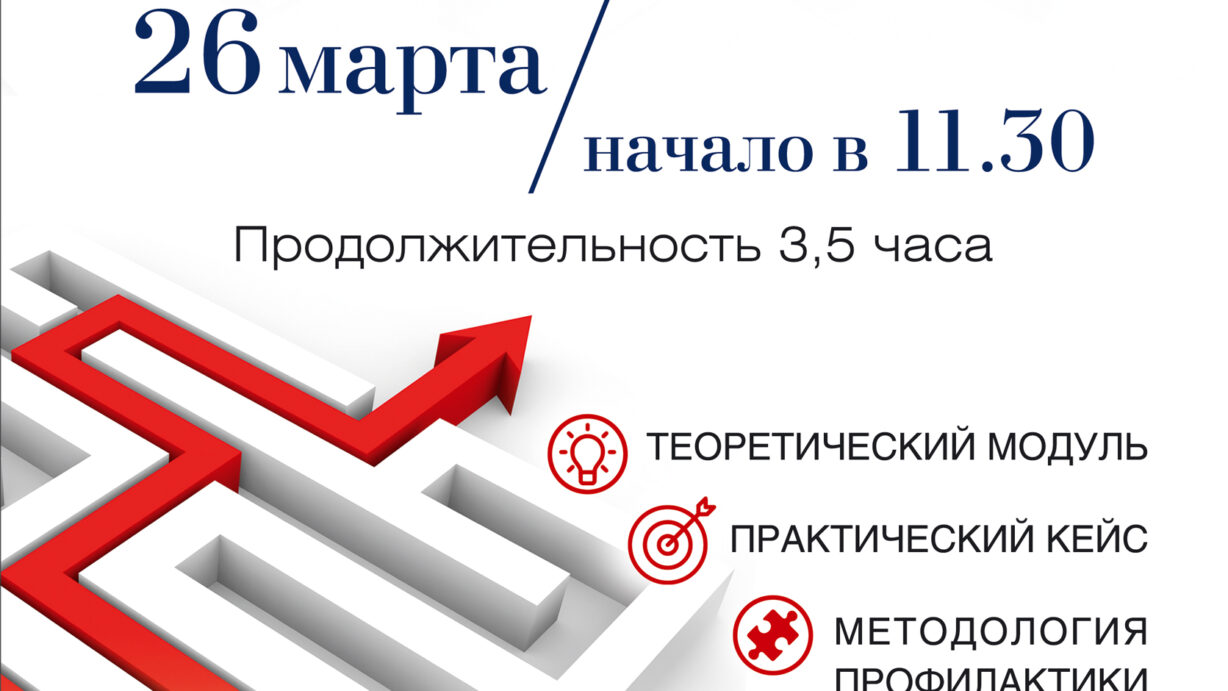 26 марта
начало в 11.30
Продолжительность 3,5 часа
ТЕОРЕТИЧЕСКИЙ МОДУЛЬ
ПРАКТИЧЕСКИЙ КЕЙС
МЕТОДОЛОГИЯ
ПРОФИЛАКТИКИ